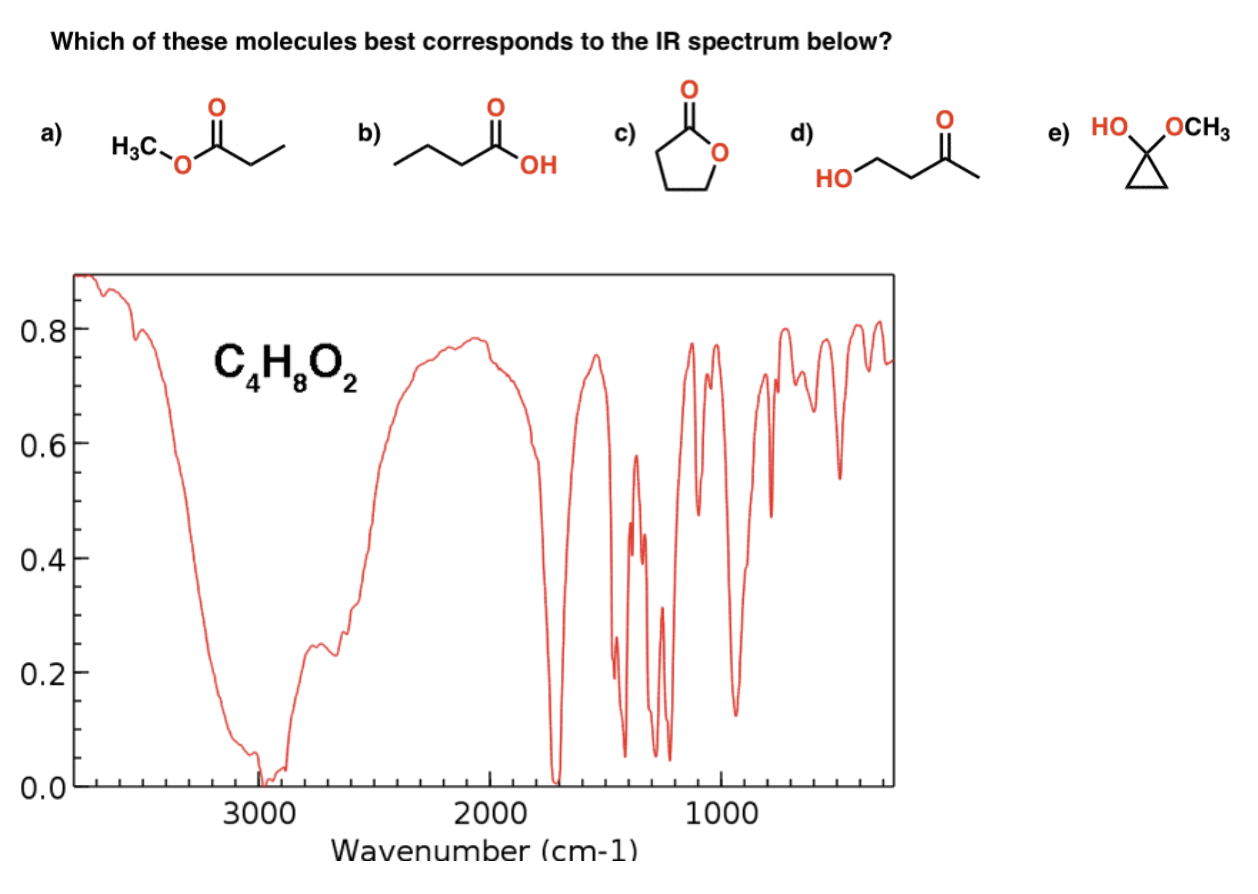 Which of these molecules best corresponds to the IR spectrum below?
a) H₃C O O
b) O OH
c) O O
d) HO O
e) HO OCH₃
C₄H₈O₂
0.8
0.6
0.4
0.2
0.0
3000 2000 1000
Wavenumber (cm-1)